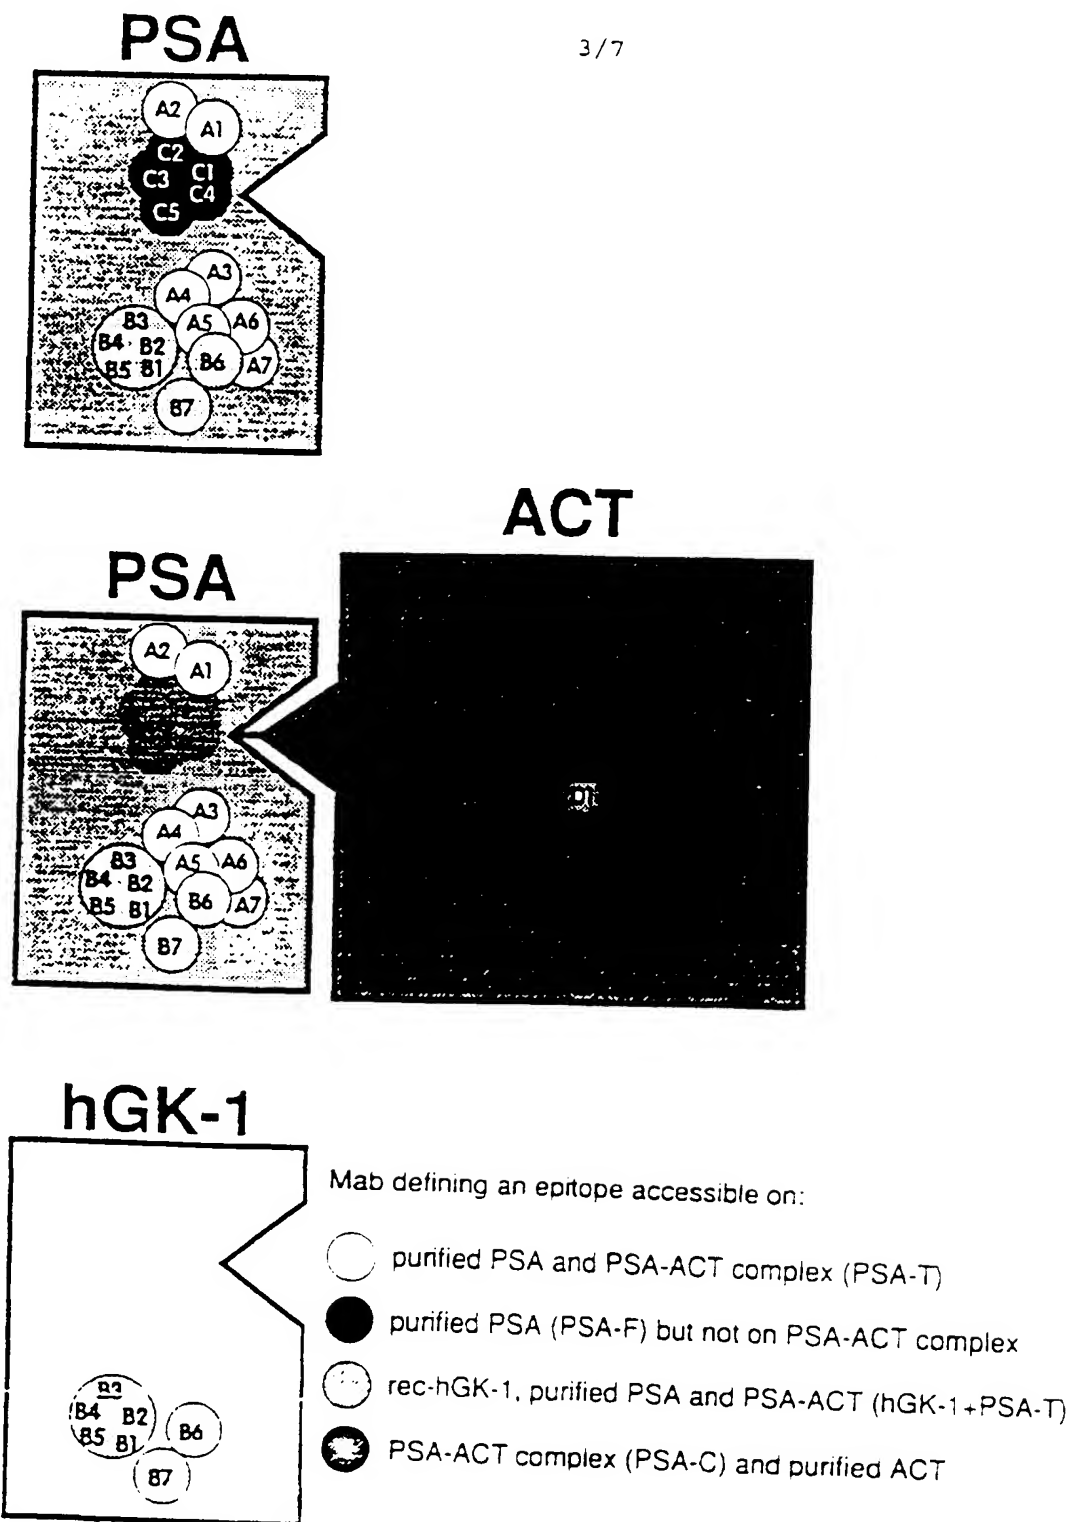 PSA
3/7
A2
A1
C2
C1
C3
C4
C5
A3
A4
B3
A5
A6
B4
B2
B6
A7
B5
B1
B7
ACT
PSA
A2
A1
D1
A3
A4
B3
A5
A6
B4
B2
B6
A7
B5
B1
B7
hGK-1
Mab defining an epitope accessible on:
purified PSA and PSA-ACT complex (PSA-T)
purified PSA (PSA-F) but not on PSA-ACT complex
rec-hGK-1, purified PSA and PSA-ACT (hGK-1+PSA-T)
PSA-ACT complex (PSA-C) and purified ACT
B3
B4
B2
B6
B5
B1
B7